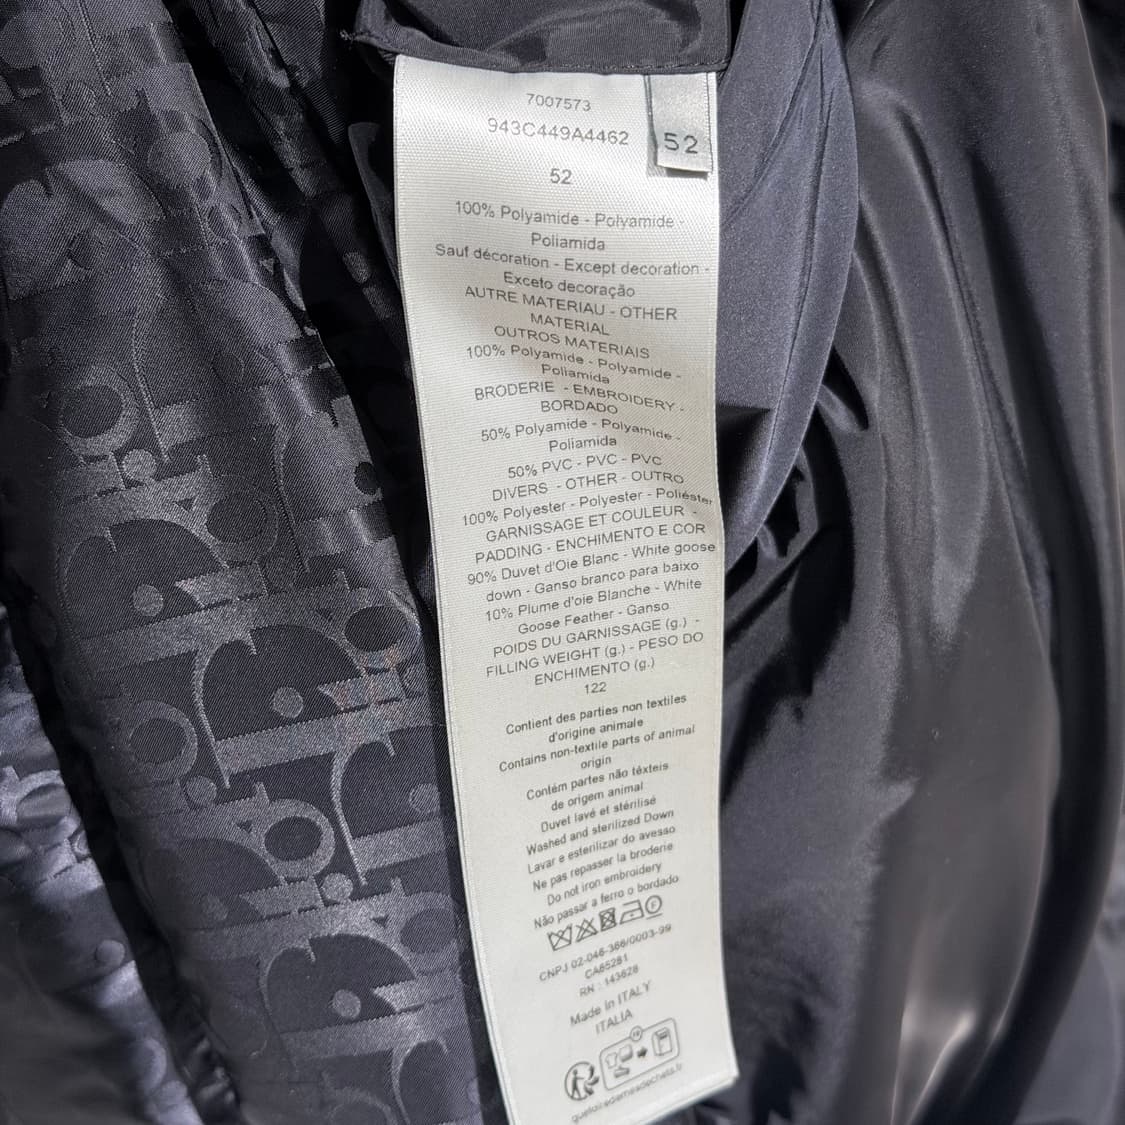 7007573
943C449A4462
52
52
100% Polyamide - Polyamide -
Poliamida
Sauf décoration - Except decoration -
Exceto decoração
AUTRE MATERIAU - OTHER
MATERIAL
OUTROS MATERIAIS
100% Polyamide - Polyamide -
Poliamida
BRODERIE - EMBROIDERY -
BORDADO
50% Polyamide - Polyamide -
Poliamida
50% PVC - PVC - PVC
DIVERS - OTHER - OUTRO
100% Polyester - Polyester - Poliéster
GARNISSAGE ET COULEUR -
PADDING - ENCHIMENTO E COR
90% Duvet d'Oie Blanc - White goose
down - Ganso branco para baixo
10% Plume d'oie Blanche - White
Goose Feather - Ganso
POIDS DU GARNISSAGE (g.) -
FILLING WEIGHT (g.) - PESO DO
ENCHIMENTO (g.)
122
Contient des parties non textiles
d'origine animale
Contains non-textile parts of animal
origin
Contém partes não têxteis
de origem animal
Duvet lavé et stérilisé
Washed and sterilized Down
Lavar e esterilizar do avesso
Ne pas repasser la broderie
Do not iron embroidery
Não passar a ferro o bordado
CNPJ 02-046-366/0003-99
CA65281
RN : 143628
Made in ITALY
ITALIA
quefairedemesdechets.fr